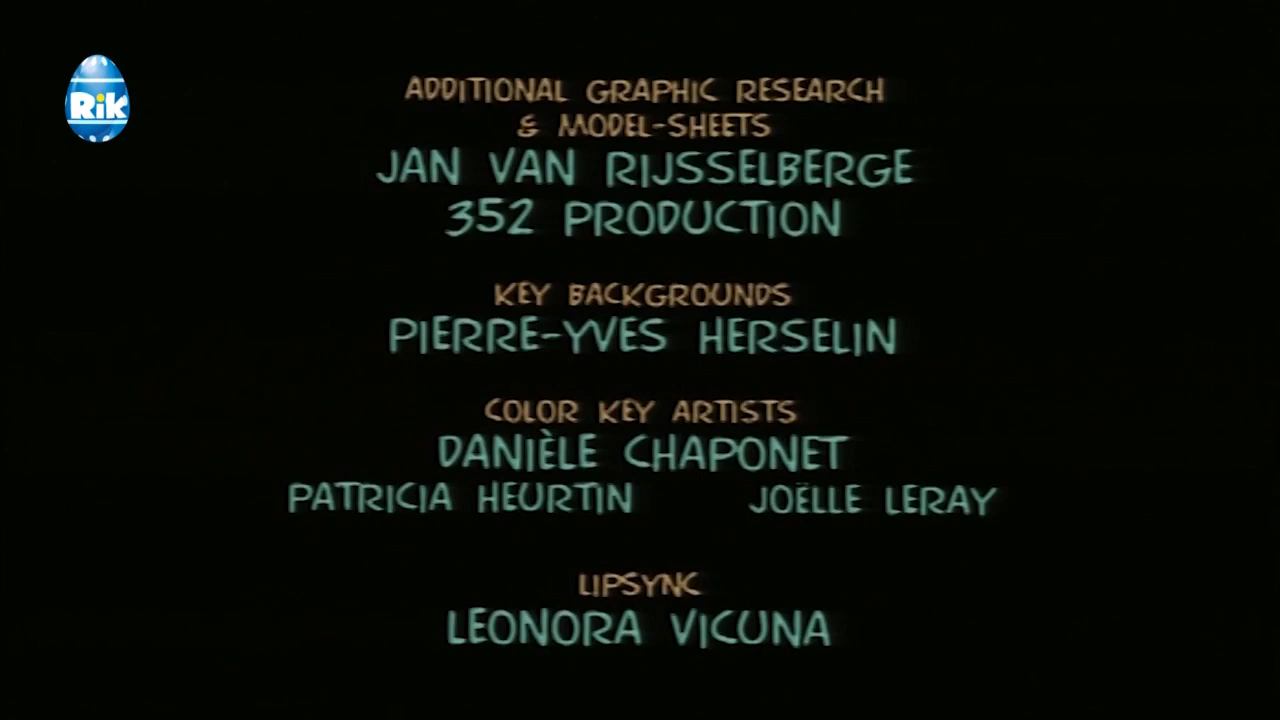 Rik
ADDITIONAL GRAPHIC RESEARCH
& MODEL-SHEETS
JAN VAN RIJSSELBERGE
352 PRODUCTION
KEY BACKGROUNDS
PIERRE-YVES HERSELIN
COLOR KEY ARTISTS
DANIÈLE CHAPONET
PATRICIA HEURTIN JOËLLE LERAY
LIPSYNC
LEONORA VICUNA